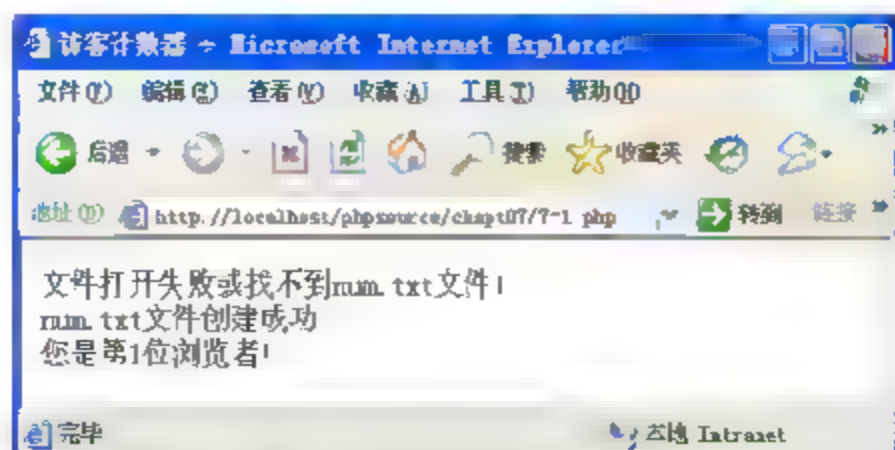 访客计数器 - Microsoft Internet Explorer
文件(F) 编辑(E) 查看(V) 收藏(A) 工具(T) 帮助(H)
后退 搜索 收藏夹 »
地址(D) http://localhost/phpsource/chapt07/7-1.php 转到 链接 »
文件打开失败或找不到num.txt文件!
num.txt文件创建成功
您是第1位浏览者!
完毕 本地 Intranet